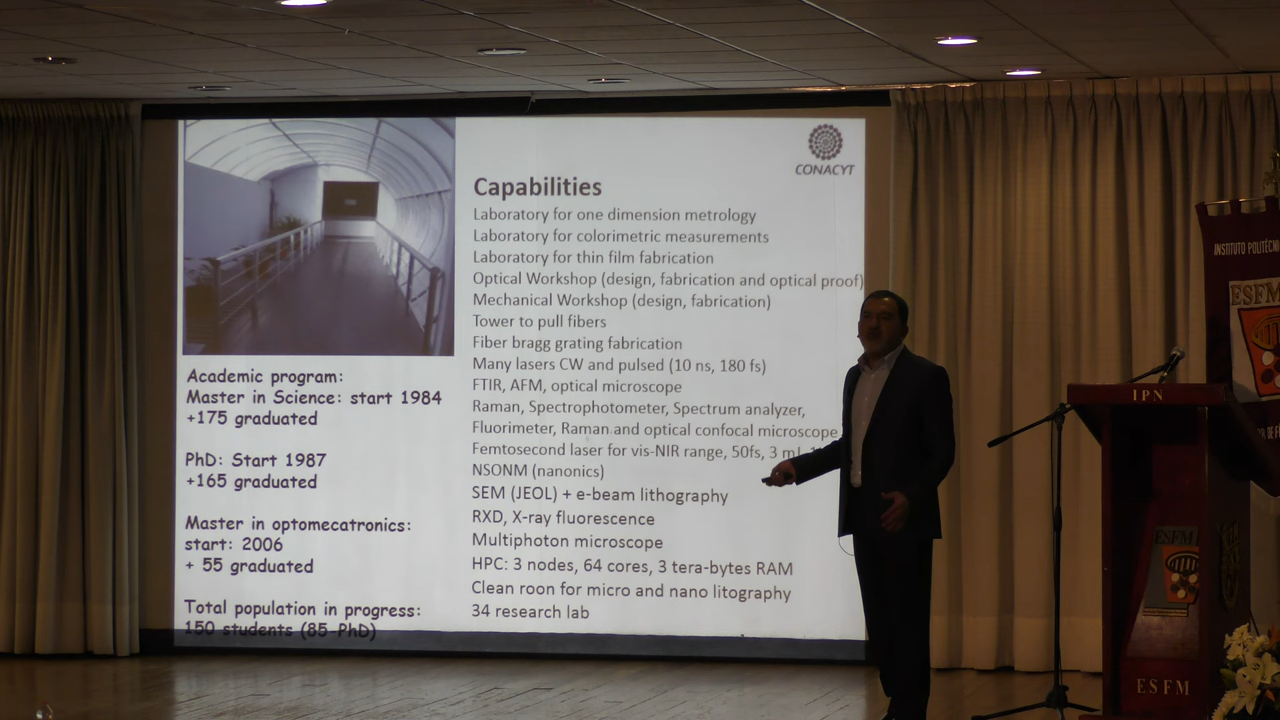 CONACYT
Capabilities
Laboratory for one dimension metrology
Laboratory for colorimetric measurements
Laboratory for thin film fabrication
Optical Workshop (design, fabrication and optical proof)
Mechanical Workshop (design, fabrication)
Tower to pull fibers
Fiber bragg grating fabrication
Many lasers CW and pulsed (10 ns, 180 fs)
FTIR, AFM, optical microscope
Raman, Spectrophotometer, Spectrum analyzer,
Fluorimeter, Raman and optical confocal microscope
Femtosecond laser for vis-NIR range, 50fs, 3 mJ,
NSONM (nanonics)
SEM (JEOL) + e-beam lithography
RXD, X-ray fluorescence
Multiphoton microscope
HPC: 3 nodes, 64 cores, 3 tera-bytes RAM
Clean roon for micro and nano litography
34 research lab
Academic program:
Master in Science: start 1984
+175 graduated
PhD: Start 1987
+165 graduated
Master in optomecatronics:
start: 2006
+ 55 graduated
Total population in progress:
150 students (85-PhD)
INSTITUTO POLITÉCNI
ESFM
IPN
ESFM
ESFM